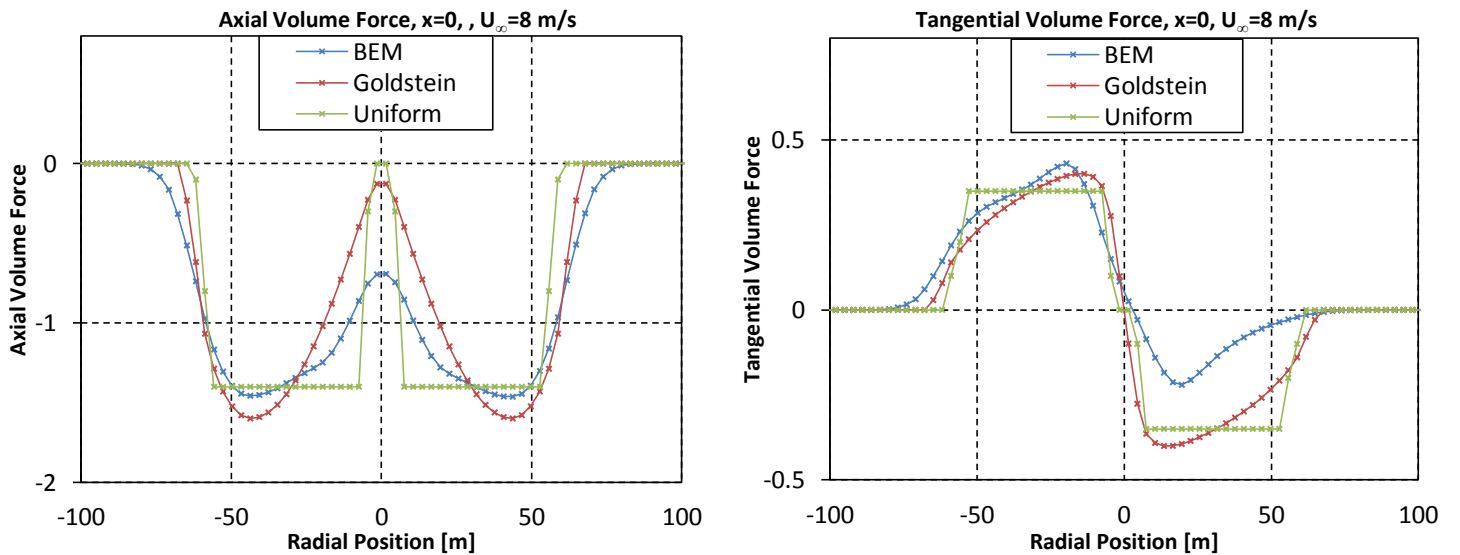 Axial Volume Force, x=0, , U∞=8 m/s
BEM
Goldstein
Uniform
Axial Volume Force
0
-1
-2
-100
-50
0
50
100
Radial Position [m]
Tangential Volume Force, x=0, U∞=8 m/s
BEM
Goldstein
Uniform
Tangential Volume Force
0.5
0
-0.5
-100
-50
0
50
100
Radial Position [m]